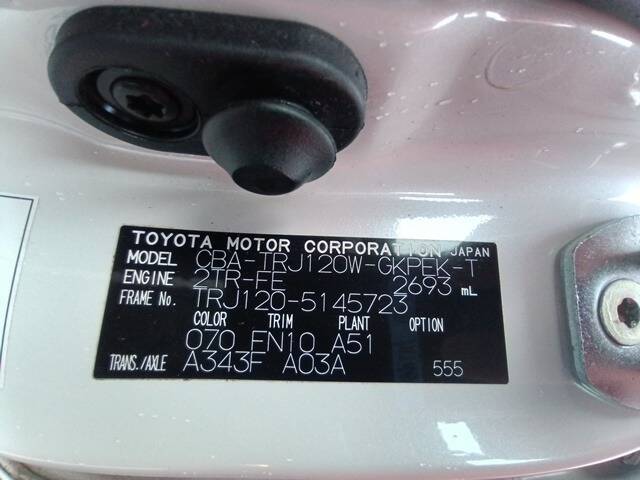 TOYOTA MOTOR CORPORATION JAPAN
MODEL CBA-TRJ120W-GKPEK-T
ENGINE 2TR-FE 2693 mL
FRAME No. TRJ120-5145723
COLOR TRIM PLANT OPTION
070 FN10 A51
TRANS./AXLE A343F A03A 555